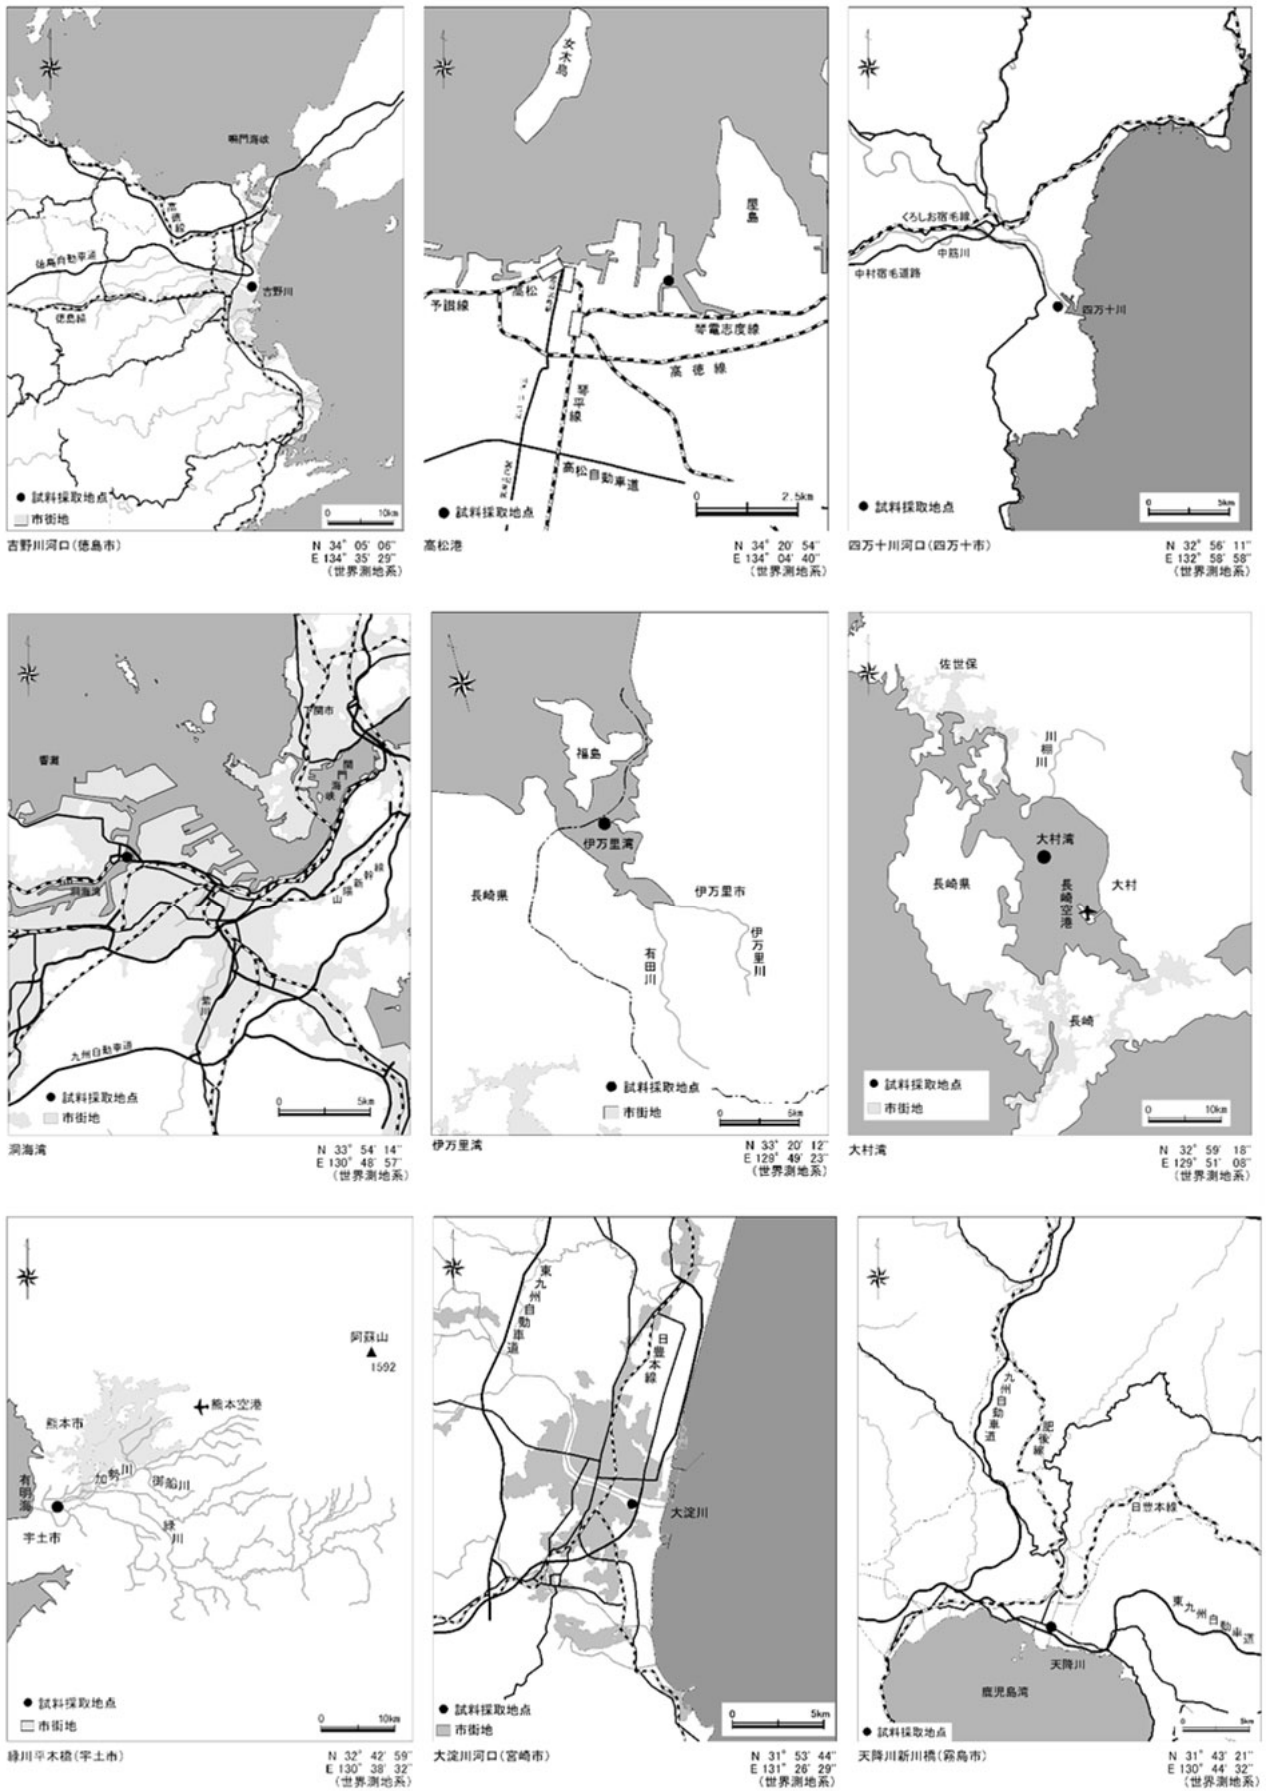 鳴門海峡
高徳線
徳島自動車道
吉野川
徳島線
試料採取地点
市街地
0 10km
吉野川河口(徳島市)
N 34° 05′ 06″
E 134° 35′ 29″
(世界測地系)
女木島
屋島
高松
予讃線
琴電志度線
高徳線
琴平線
高松自動車道
0 2.5km
試料採取地点
高松港
N 34° 20′ 54″
E 134° 04′ 40″
(世界測地系)
くろしお宿毛線
中筋川
中村宿毛道路
四万十川
試料採取地点
0 5km
四万十川河口(四万十市)
N 32° 56′ 11″
E 132° 58′ 58″
(世界測地系)
下関市
響灘
関門海峡
洞海湾
山陽新幹線
紫川
九州自動車道
試料採取地点
市街地
0 5km
洞海湾
N 33° 54′ 14″
E 130° 48′ 57″
(世界測地系)
福島
伊万里湾
長崎県
伊万里市
有田川
伊万里川
試料採取地点
市街地
0 5km
伊万里湾
N 33° 20′ 12″
E 129° 49′ 23″
(世界測地系)
佐世保
川棚川
大村湾
長崎県
長崎空港
大村
長崎
試料採取地点
市街地
0 10km
大村湾
N 32° 59′ 18″
E 129° 51′ 08″
(世界測地系)
阿蘇山
1592
熊本空港
熊本市
加勢川
御船川
有明海
緑川
宇土市
試料採取地点
市街地
0 10km
緑川平木橋(宇土市)
N 32° 42′ 59″
E 130° 38′ 32″
(世界測地系)
東九州自動車道
日豊本線
大淀川
試料採取地点
市街地
0 5km
大淀川河口(宮崎市)
N 31° 53′ 44″
E 131° 26′ 29″
(世界測地系)
九州自動車道
肥後線
日豊本線
東九州自動車道
天降川
鹿児島湾
試料採取地点
0 5km
天降川新川橋(霧島市)
N 31° 43′ 21″
E 130° 44′ 32″
(世界測地系)